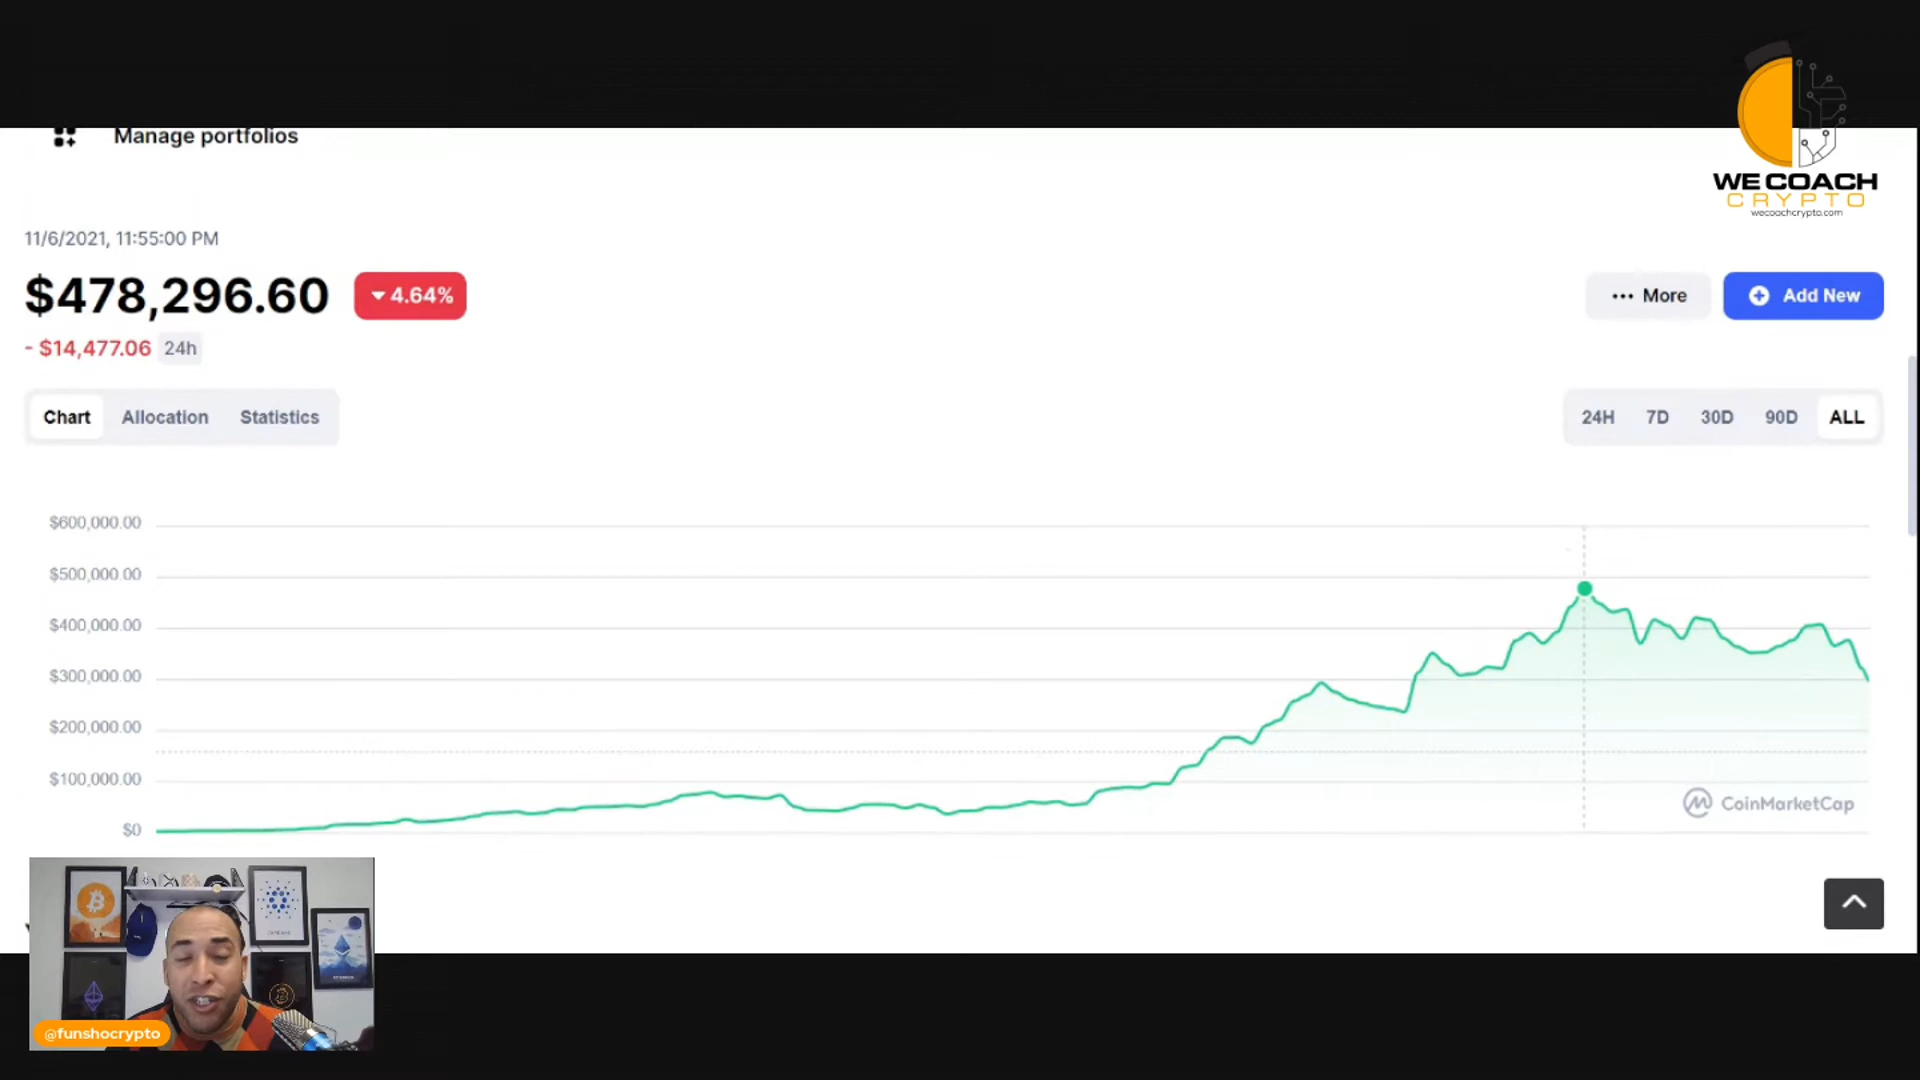 Manage portfolios
WE COACH
CRYPTO
wecoachcrypto.com
11/6/2021, 11:55:00 PM
$478,296.60
4.64%
More
Add New
- $14,477.06 24h
Chart
Allocation
Statistics
24H
7D
30D
90D
ALL
$600,000.00
$500,000.00
$400,000.00
$300,000.00
$200,000.00
$100,000.00
$0
CoinMarketCap
@funshocrypto